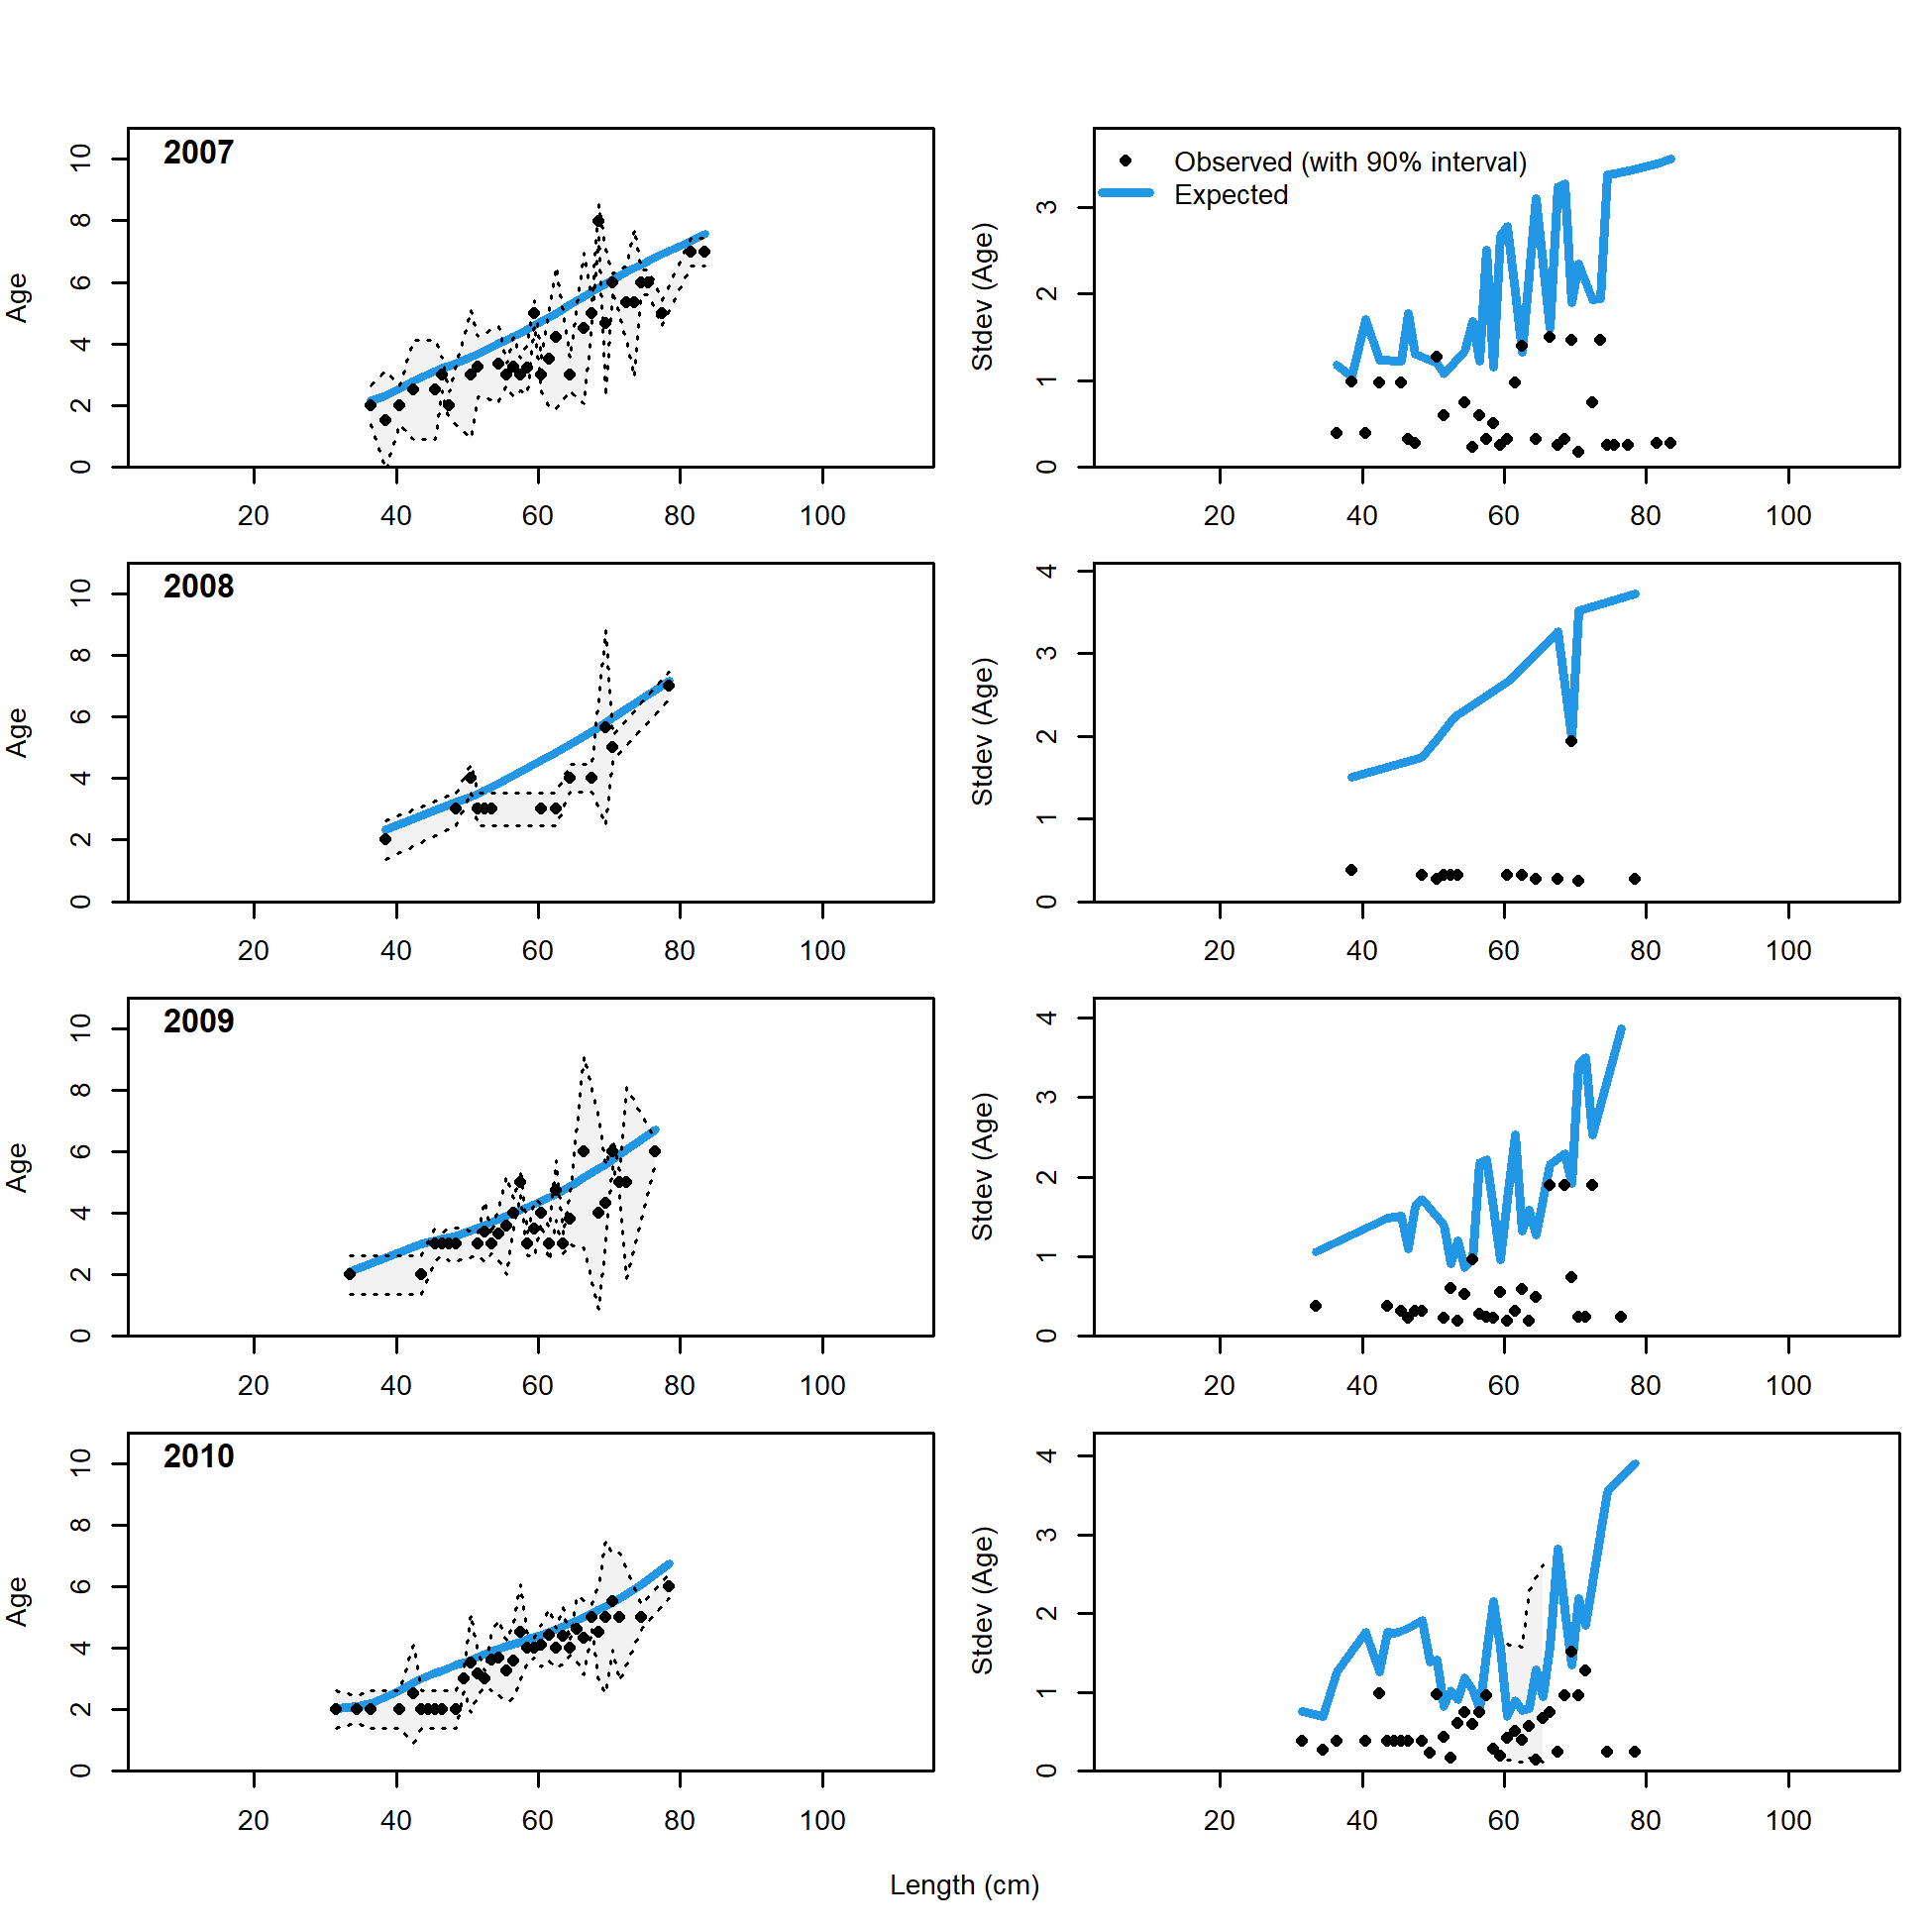 2007
Age
0 2 4 6 8 10
20 40 60 80 100
Observed (with 90% interval)
Expected
Stdev (Age)
0 1 2 3
20 40 60 80 100
2008
Age
0 2 4 6 8 10
20 40 60 80 100
Stdev (Age)
0 1 2 3 4
20 40 60 80 100
2009
Age
0 2 4 6 8 10
20 40 60 80 100
Stdev (Age)
0 1 2 3 4
20 40 60 80 100
2010
Age
0 2 4 6 8 10
20 40 60 80 100
Stdev (Age)
0 1 2 3 4
20 40 60 80 100
Length (cm)